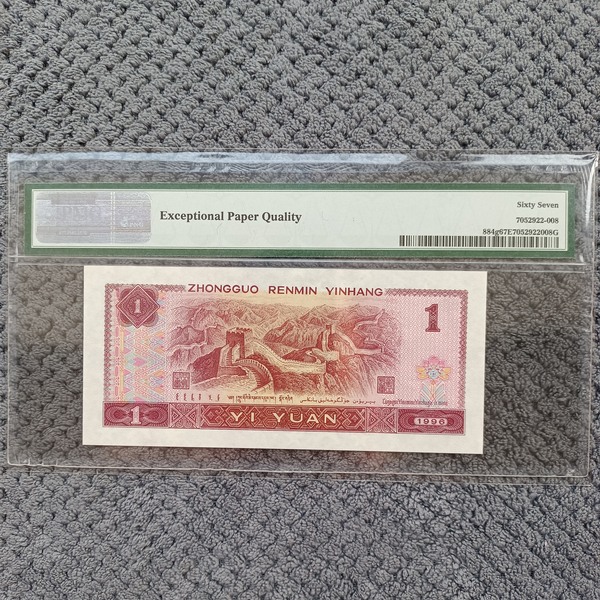 Exceptional Paper Quality
Sixty Seven
7052922-008
884g67E7052922008G
ZHONGGUO RENMIN YINHANG
1
1
1
YI YUAN
1996